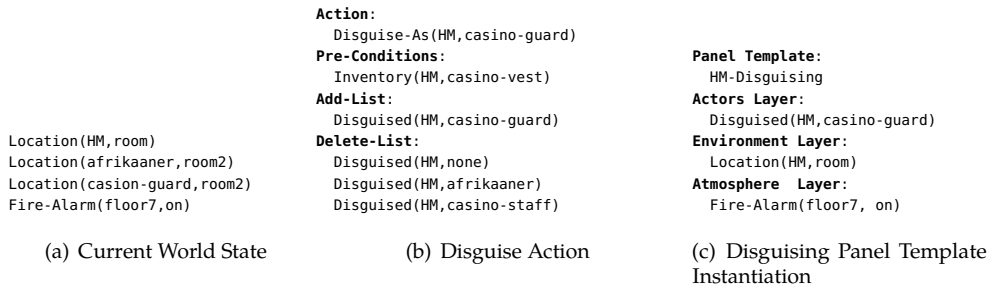 Location(HM,room)
Location(afrikaaner,room2)
Location(casion-guard,room2)
Fire-Alarm(floor7,on)
(a) Current World State
Action:
Disguise-As(HM,casino-guard)
Pre-Conditions:
Inventory(HM,casino-vest)
Add-List:
Disguised(HM,casino-guard)
Delete-List:
Disguised(HM,none)
Disguised(HM,afrikaaner)
Disguised(HM,casino-staff)
(b) Disguise Action
Panel Template:
HM-Disguising
Actors Layer:
Disguised(HM,casino-guard)
Environment Layer:
Location(HM,room)
Atmosphere Layer:
Fire-Alarm(floor7, on)
(c) Disguising Panel Template
Instantiation